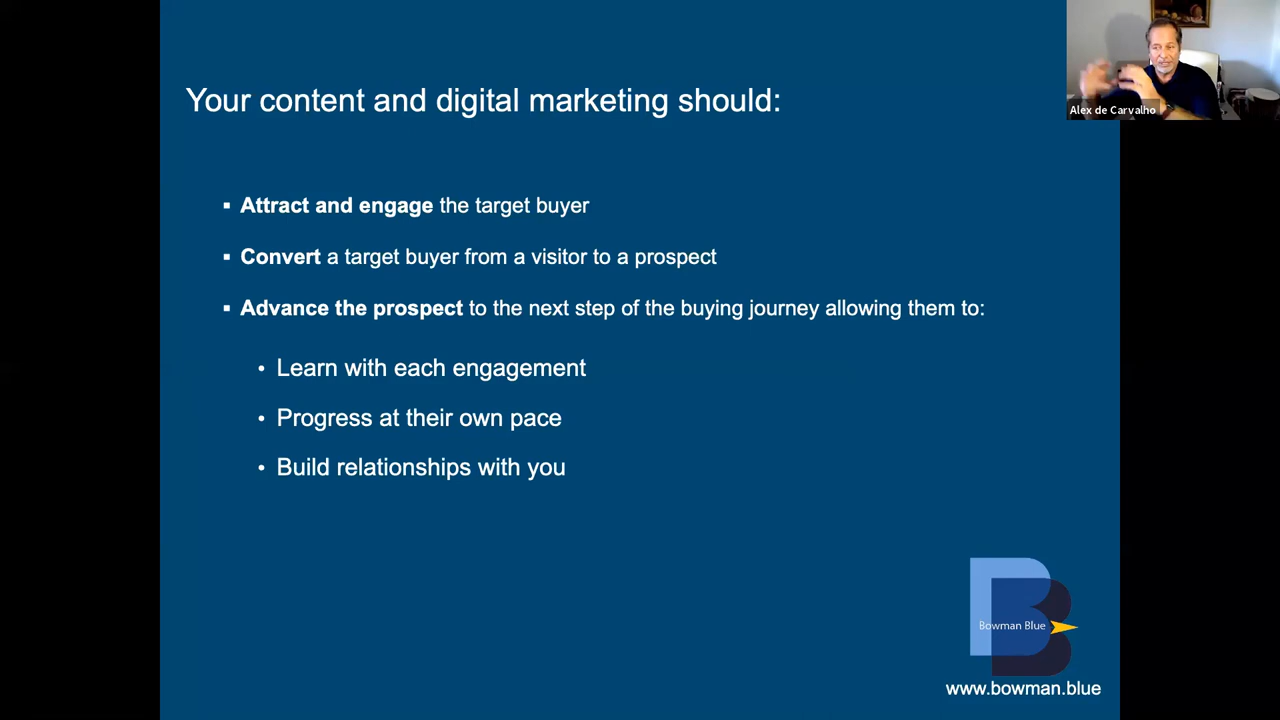 Alex de Carvalho
Your content and digital marketing should:
▪ Attract and engage the target buyer
▪ Convert a target buyer from a visitor to a prospect
▪ Advance the prospect to the next step of the buying journey allowing them to:
• Learn with each engagement
• Progress at their own pace
• Build relationships with you
Bowman Blue
www.bowman.blue